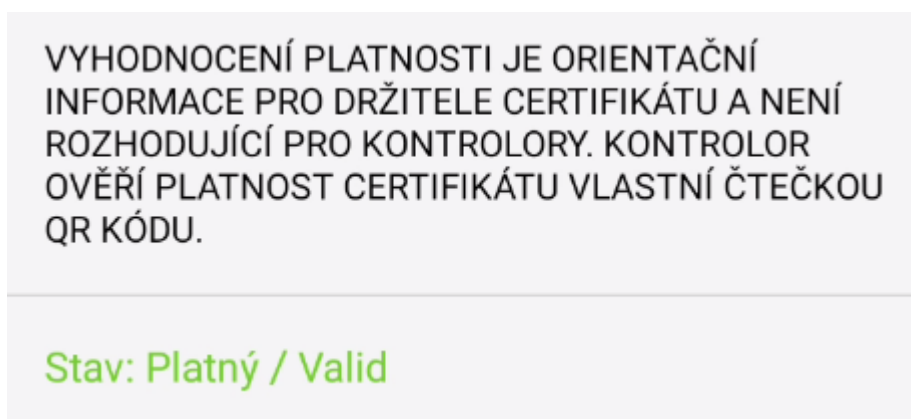 VYHODNOCENÍ PLATNOSTI JE ORIENTAČNÍ
INFORMACE PRO DRŽITELE CERTIFIKÁTU A NENÍ
ROZHODUJÍCÍ PRO KONTROLORY. KONTROLOR
OVĚŘÍ PLATNOST CERTIFIKÁTU VLASTNÍ ČTEČKOU
QR KÓDU.
Stav: Platný / Valid